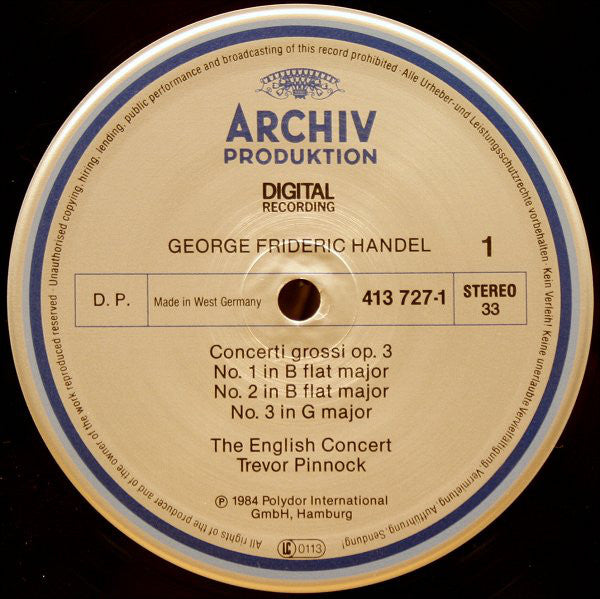 All rights of the producer and of the owner of the work reproduced reserved · Unauthorised copying, hiring, lending, public performance and broadcasting of this record prohibited · Alle Urheber-und Leistungsschutzrechte vorbehalten · Kein Verleih! Keine unerlaubte Vervielfältigung, Vermietung, Aufführung, Sendung!
ARCHIV
PRODUKTION
DIGITAL
RECORDING
GEORGE FRIDERIC HANDEL 1
D. P. Made in West Germany 413 727-1 STEREO
33
Concerti grossi op. 3
No. 1 in B flat major
No. 2 in B flat major
No. 3 in G major
The English Concert
Trevor Pinnock
Ⓟ 1984 Polydor International
GmbH, Hamburg
LC 0113